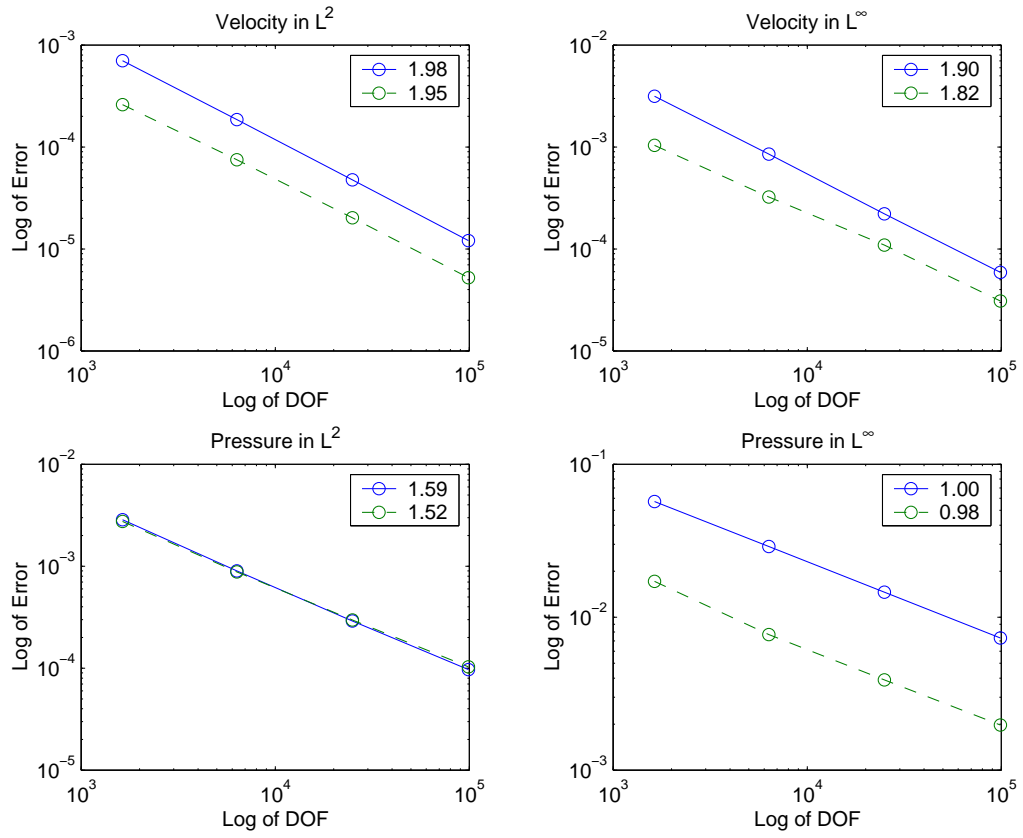 Velocity in L^2
Log of Error
10^-3
10^-4
10^-5
10^-6
1.98
1.95
10^3
10^4
10^5
Log of DOF
Velocity in L^∞
Log of Error
10^-2
10^-3
10^-4
10^-5
1.90
1.82
10^3
10^4
10^5
Log of DOF
Pressure in L^2
Log of Error
10^-2
10^-3
10^-4
10^-5
1.59
1.52
10^3
10^4
10^5
Log of DOF
Pressure in L^∞
Log of Error
10^-1
10^-2
10^-3
1.00
0.98
10^3
10^4
10^5
Log of DOF